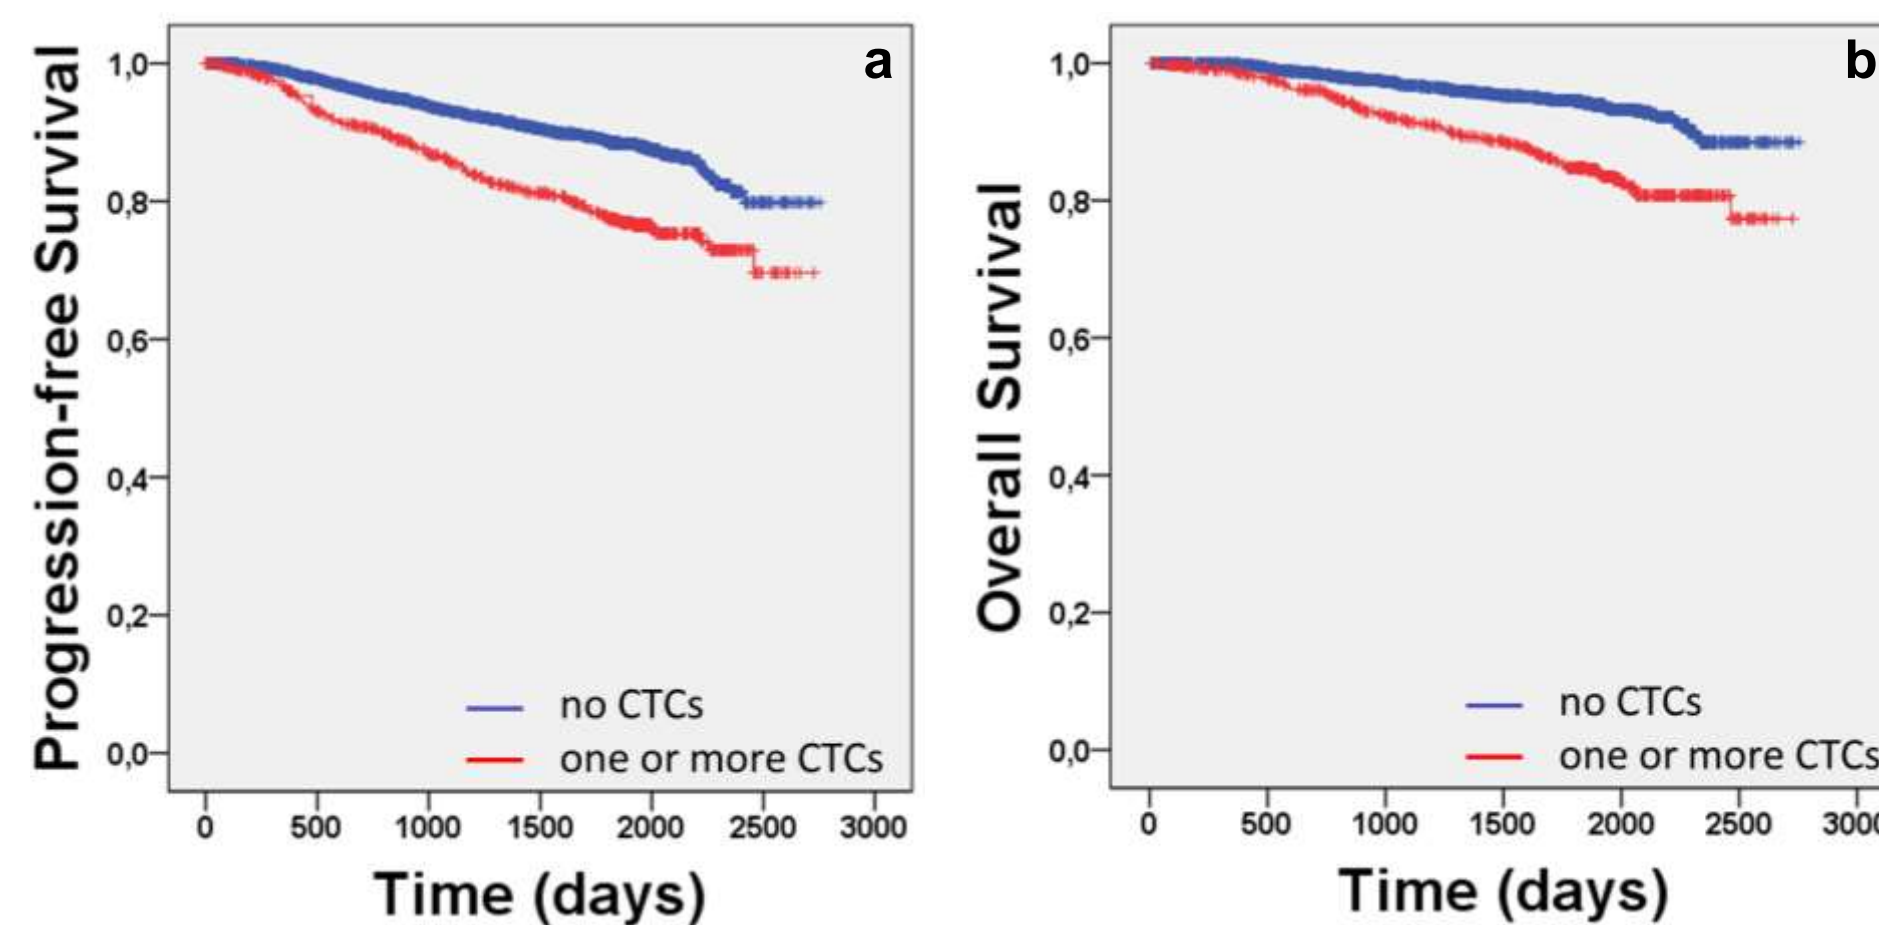 a
Progression-free Survival
1,0
0,8
0,6
0,4
0,2
0,0
no CTCs
one or more CTCs
0 500 1000 1500 2000 2500 3000
Time (days)
b
Overall Survival
1,0
0,8
0,6
0,4
0,2
0,0
no CTCs
one or more CTCs
0 500 1000 1500 2000 2500 3000
Time (days)